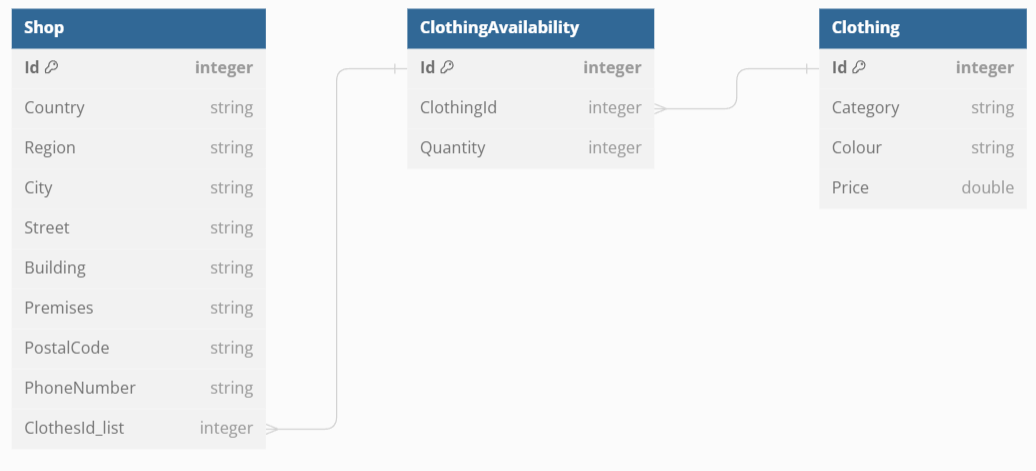 Shop
Id integer
Country string
Region string
City string
Street string
Building string
Premises string
PostalCode string
PhoneNumber string
ClothesId_list integer
ClothingAvailability
Id integer
ClothingId integer
Quantity integer
Clothing
Id integer
Category string
Colour string
Price double